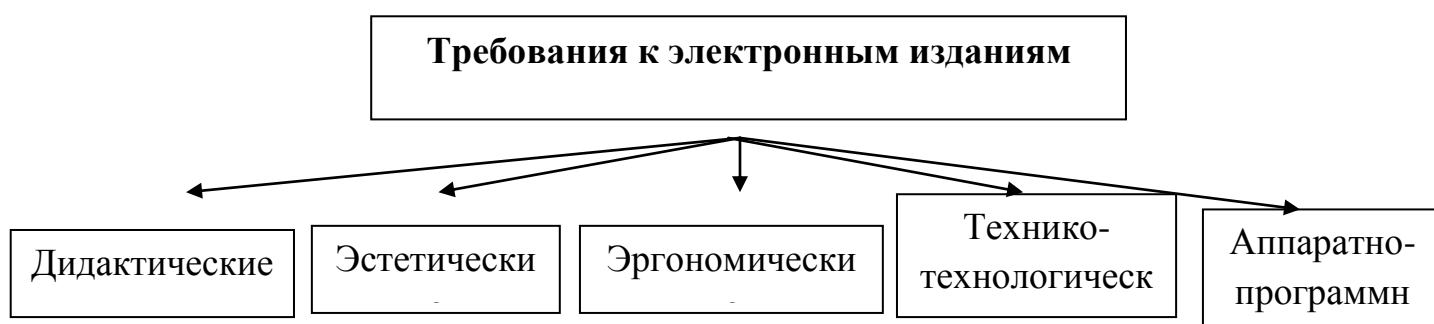 Требования к электронным изданиям
Дидактические
Эстетически
Эргономически
Технико-
технологическ
Аппаратно-
программн